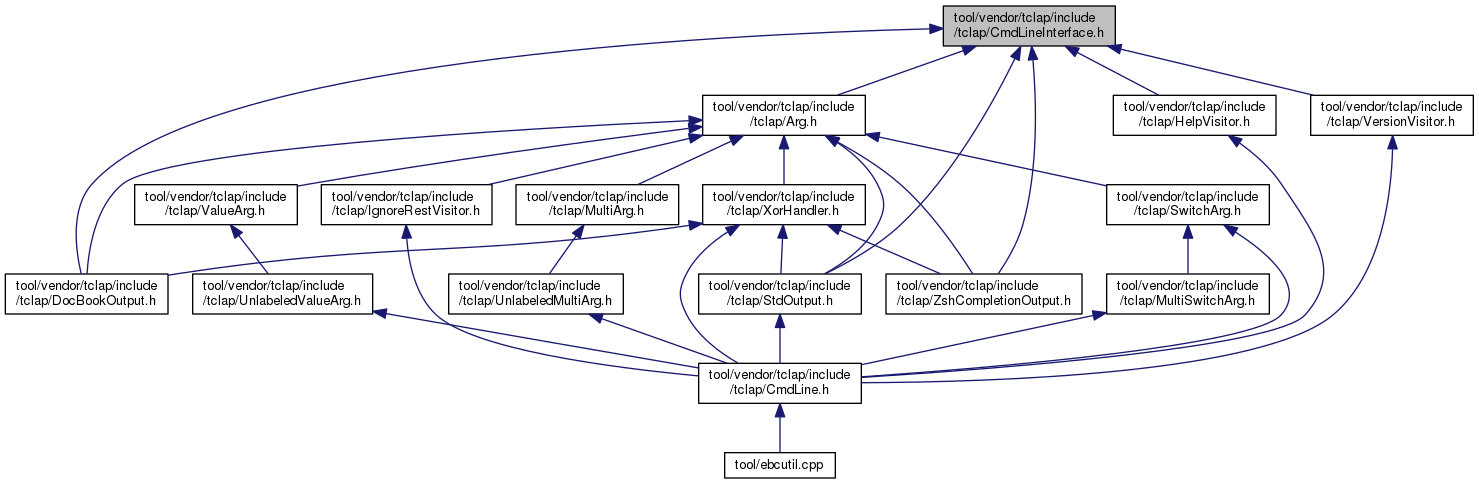 tool/vendor/tclap/include
/tclap/CmdLineInterface.h
tool/vendor/tclap/include
/tclap/Arg.h
tool/vendor/tclap/include
/tclap/HelpVisitor.h
tool/vendor/tclap/include
/tclap/VersionVisitor.h
tool/vendor/tclap/include
/tclap/ValueArg.h
tool/vendor/tclap/include
/tclap/IgnoreRestVisitor.h
tool/vendor/tclap/include
/tclap/MultiArg.h
tool/vendor/tclap/include
/tclap/XorHandler.h
tool/vendor/tclap/include
/tclap/SwitchArg.h
tool/vendor/tclap/include
/tclap/DocBookOutput.h
tool/vendor/tclap/include
/tclap/UnlabeledValueArg.h
tool/vendor/tclap/include
/tclap/UnlabeledMultiArg.h
tool/vendor/tclap/include
/tclap/StdOutput.h
tool/vendor/tclap/include
/tclap/ZshCompletionOutput.h
tool/vendor/tclap/include
/tclap/MultiSwitchArg.h
tool/vendor/tclap/include
/tclap/CmdLine.h
tool/ebcutil.cpp